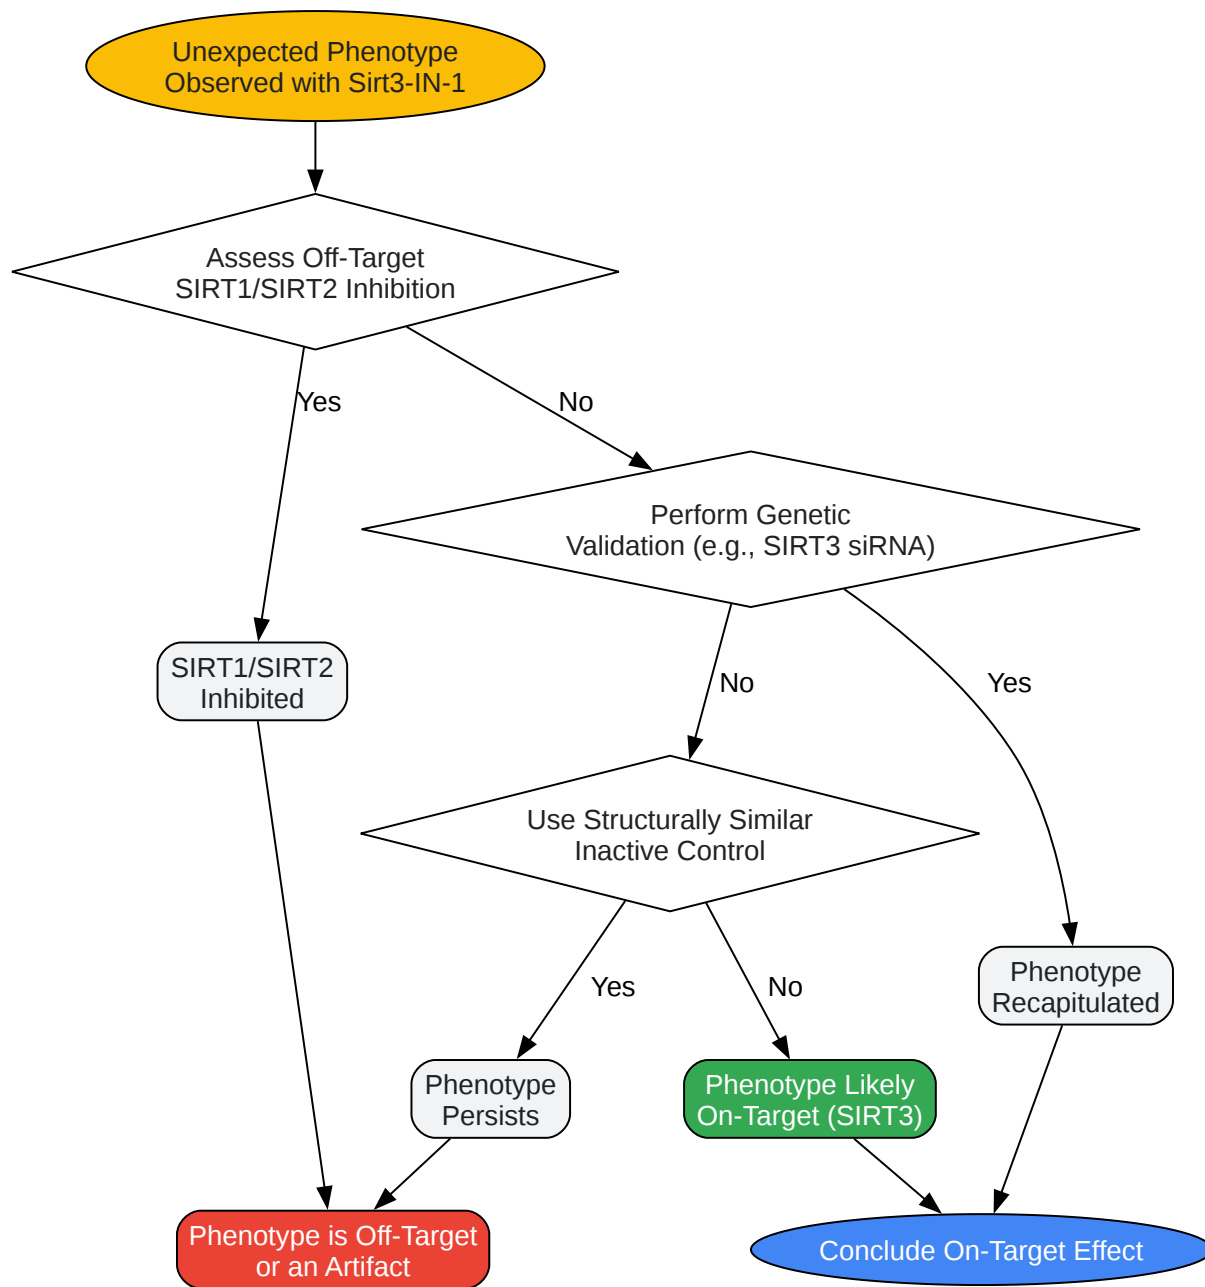 Unexpected Phenotype
Observed with Sirt3-IN-1
Assess Off-Target
SIRT1/SIRT2 Inhibition
Yes
No
Perform Genetic
Validation (e.g., SIRT3 siRNA)
SIRT1/SIRT2
Inhibited
No
Yes
Use Structurally Similar
Inactive Control
Yes
No
Phenotype
Recapitulated
Phenotype
Persists
Phenotype Likely
On-Target (SIRT3)
Phenotype is Off-Target
or an Artifact
Conclude On-Target Effect